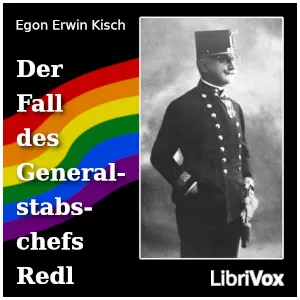 Egon Erwin Kisch
Der
Fall
des
General-
stabs-
chefs
Redl
LibriVox